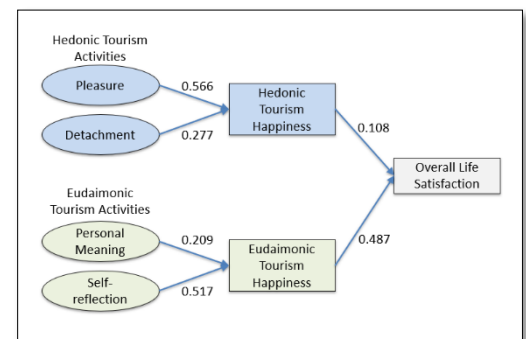 Hedonic Tourism
Activities
Pleasure
0.566
Detachment
0.277
Hedonic
Tourism
Happiness
0.108
Overall Life
Satisfaction
Eudaimonic
Tourism Activities
Personal
Meaning
0.209
Self-
reflection
0.517
Eudaimonic
Tourism
Happiness
0.487